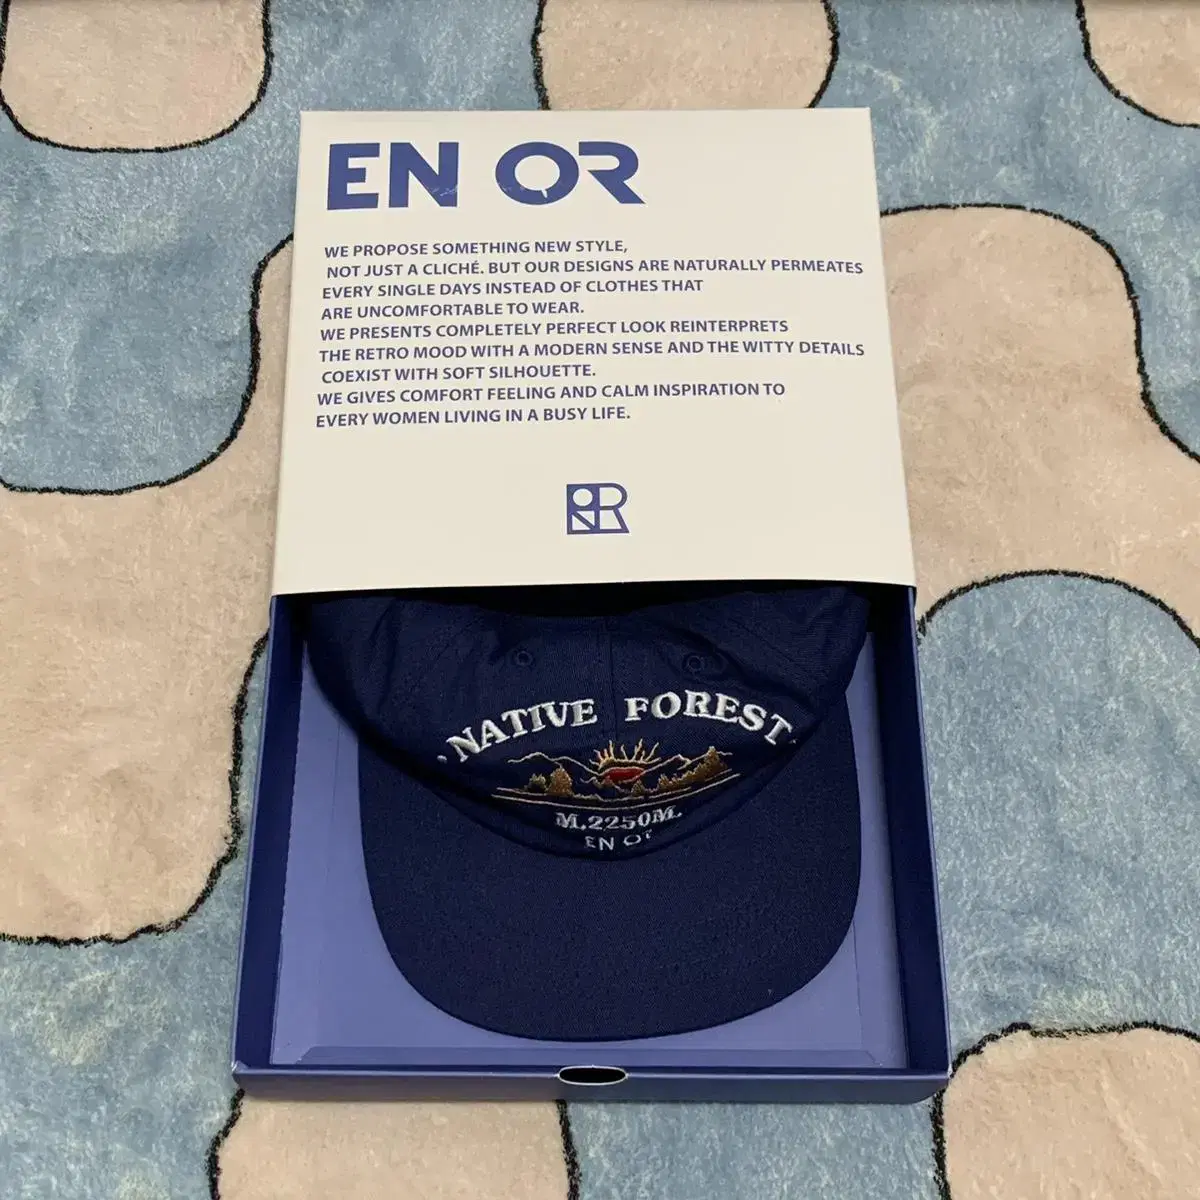 EN OR
WE PROPOSE SOMETHING NEW STYLE,
NOT JUST A CLICHÉ. BUT OUR DESIGNS ARE NATURALLY PERMEATES
EVERY SINGLE DAYS INSTEAD OF CLOTHES THAT
ARE UNCOMFORTABLE TO WEAR.
WE PRESENTS COMPLETELY PERFECT LOOK REINTERPRETS
THE RETRO MOOD WITH A MODERN SENSE AND THE WITTY DETAILS
COEXIST WITH SOFT SILHOUETTE.
WE GIVES COMFORT FEELING AND CALM INSPIRATION TO
EVERY WOMEN LIVING IN A BUSY LIFE.
NATIVE FOREST
M.2250M.
EN OR